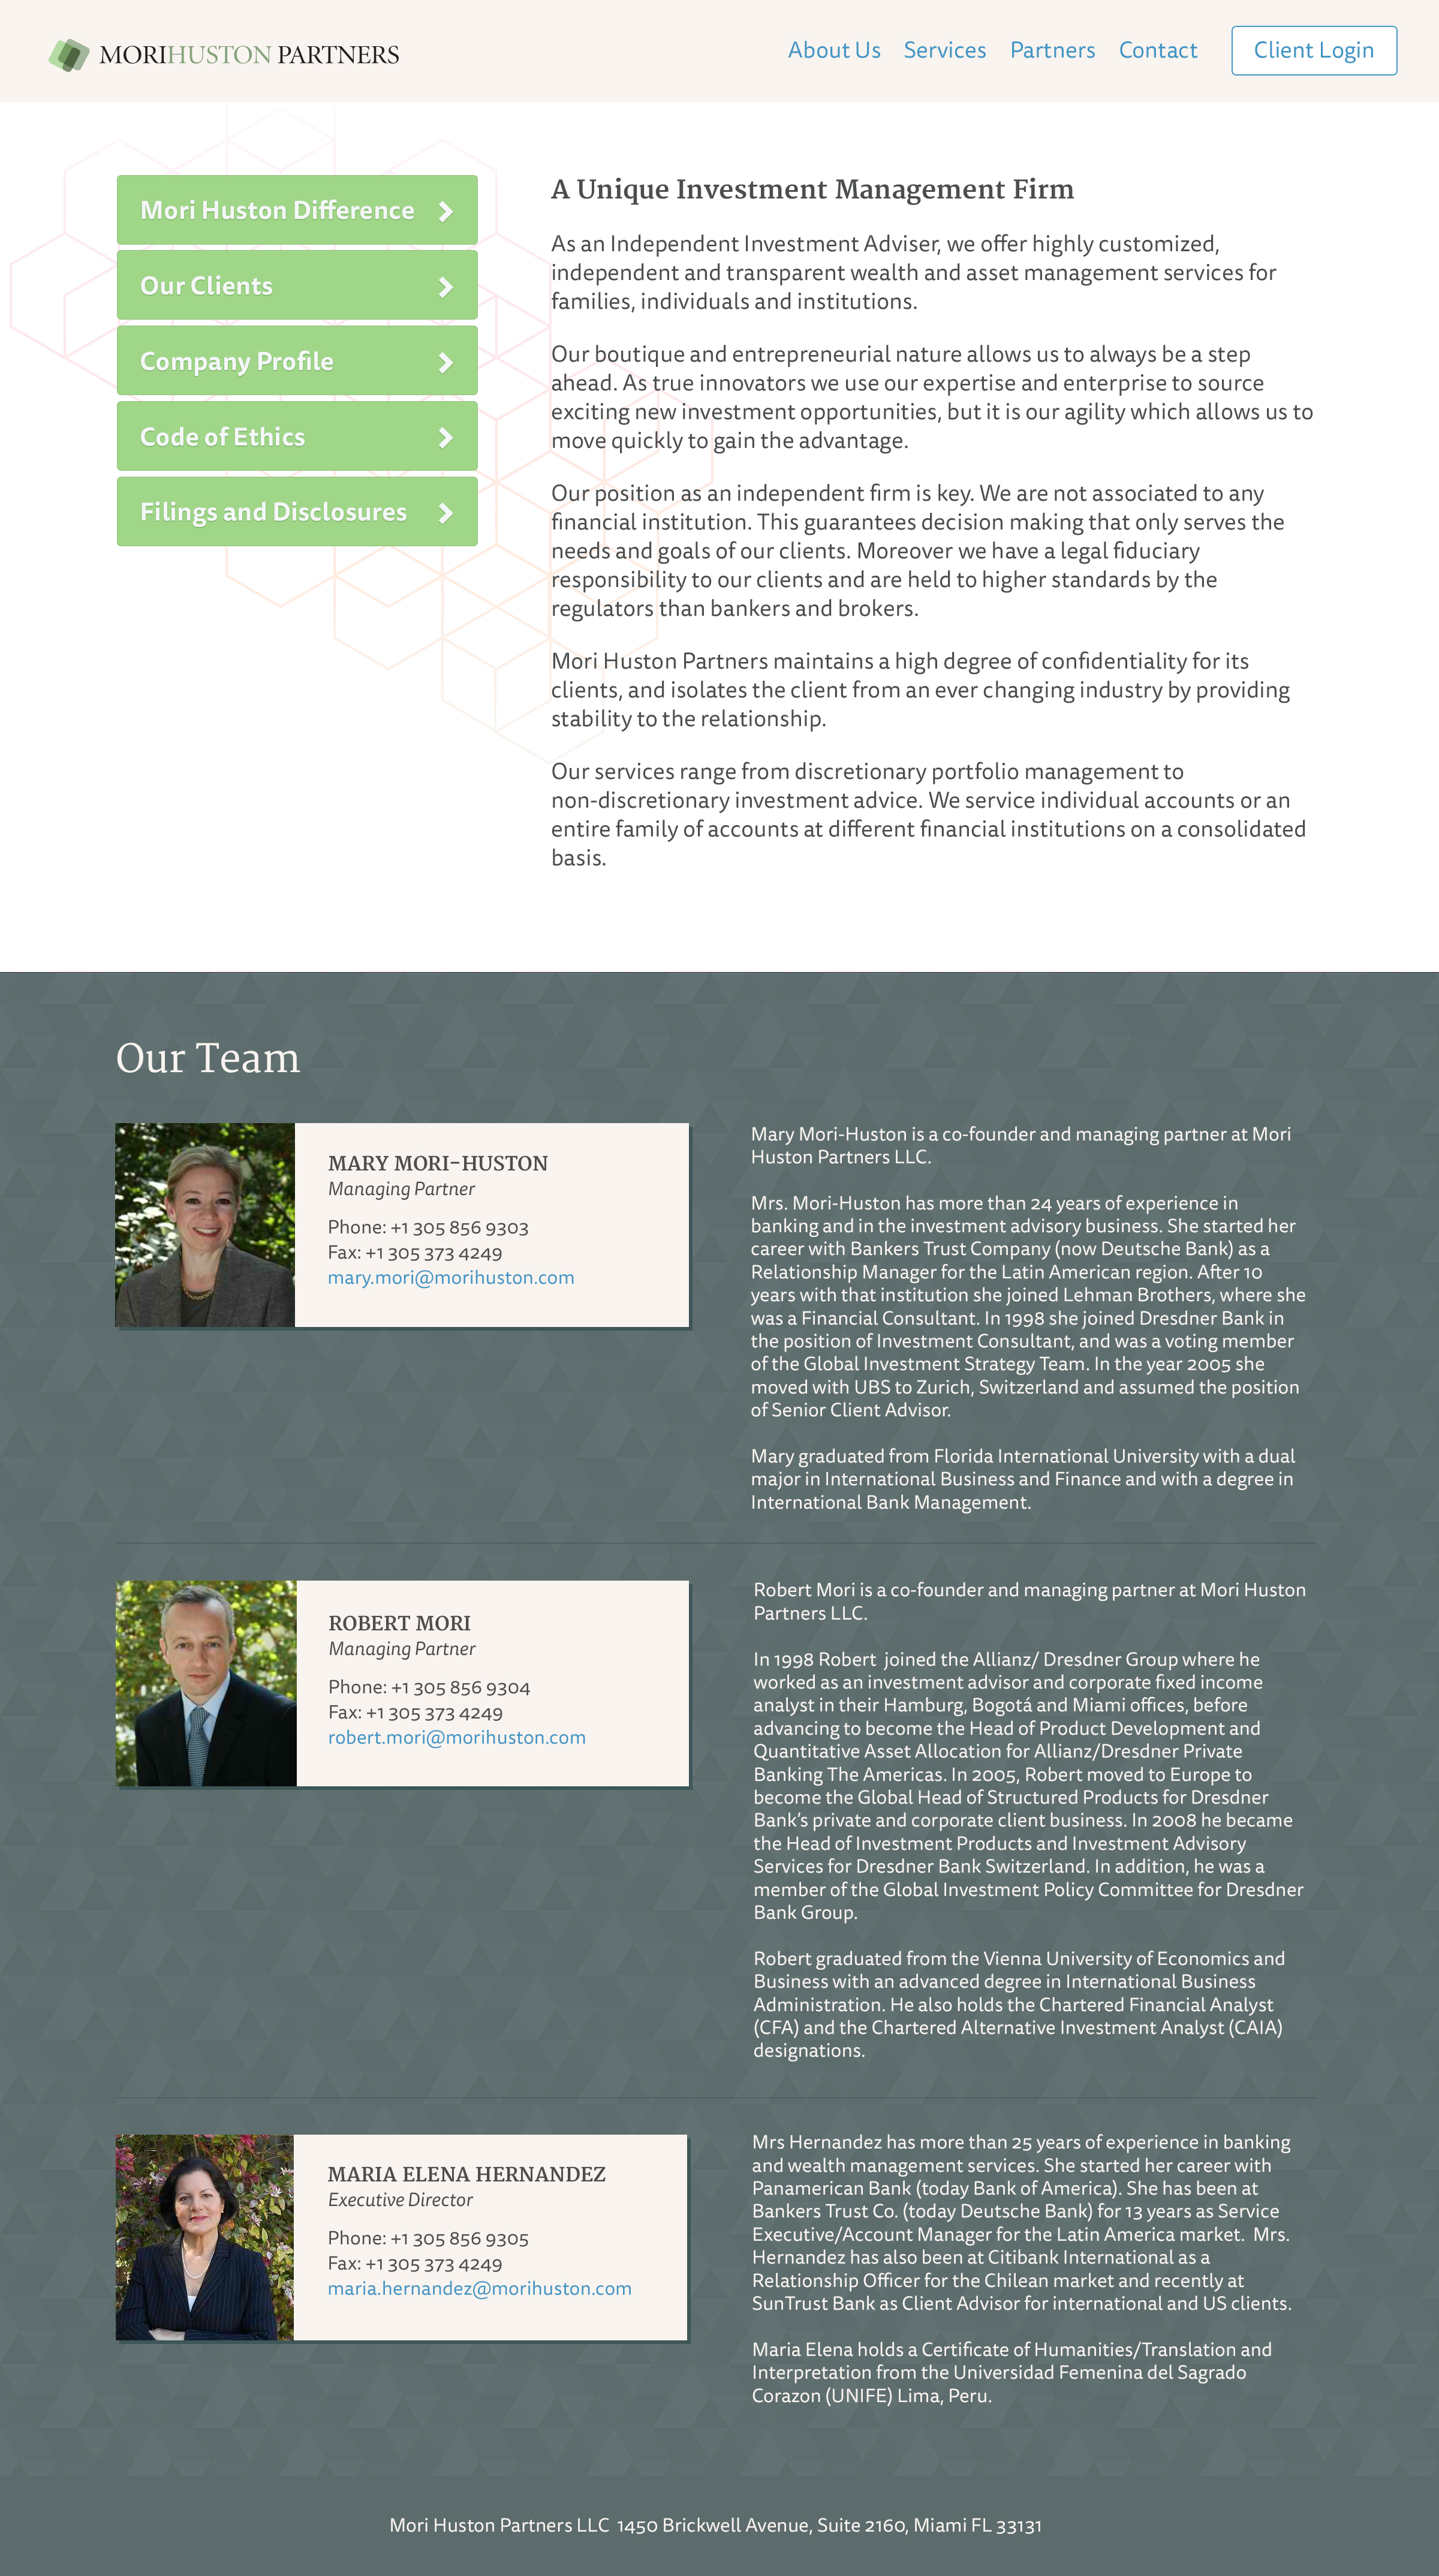 MORIHUSTON PARTNERS
About Us Services Partners Contact Client Login
Mori Huston Difference
Our Clients
Company Profile
Code of Ethics
Filings and Disclosures
A Unique Investment Management Firm
As an Independent Investment Adviser, we offer highly customized,
independent and transparent wealth and asset management services for
families, individuals and institutions.
Our boutique and entrepreneurial nature allows us to always be a step
ahead. As true innovators we use our expertise and enterprise to source
exciting new investment opportunities, but it is our agility which allows us to
move quickly to gain the advantage.
Our position as an independent firm is key. We are not associated to any
financial institution. This guarantees decision making that only serves the
needs and goals of our clients. Moreover we have a legal fiduciary
responsibility to our clients and are held to higher standards by the
regulators than bankers and brokers.
Mori Huston Partners maintains a high degree of confidentiality for its
clients, and isolates the client from an ever changing industry by providing
stability to the relationship.
Our services range from discretionary portfolio management to
non-discretionary investment advice. We service individual accounts or an
entire family of accounts at different financial institutions on a consolidated
basis.
Our Team
MARY MORI-HUSTON
Managing Partner
Phone: +1 305 856 9303
Fax: +1 305 373 4249
mary.mori@morihuston.com
Mary Mori-Huston is a co-founder and managing partner at Mori
Huston Partners LLC.
Mrs. Mori-Huston has more than 24 years of experience in
banking and in the investment advisory business. She started her
career with Bankers Trust Company (now Deutsche Bank) as a
Relationship Manager for the Latin American region. After 10
years with that institution she joined Lehman Brothers, where she
was a Financial Consultant. In 1998 she joined Dresdner Bank in
the position of Investment Consultant, and was a voting member
of the Global Investment Strategy Team. In the year 2005 she
moved with UBS to Zurich, Switzerland and assumed the position
of Senior Client Advisor.
Mary graduated from Florida International University with a dual
major in International Business and Finance and with a degree in
International Bank Management.
ROBERT MORI
Managing Partner
Phone: +1 305 856 9304
Fax: +1 305 373 4249
robert.mori@morihuston.com
Robert Mori is a co-founder and managing partner at Mori Huston
Partners LLC.
In 1998 Robert  joined the Allianz/ Dresdner Group where he
worked as an investment advisor and corporate fixed income
analyst in their Hamburg, Bogotá and Miami offices, before
advancing to become the Head of Product Development and
Quantitative Asset Allocation for Allianz/Dresdner Private
Banking The Americas. In 2005, Robert moved to Europe to
become the Global Head of Structured Products for Dresdner
Bank's private and corporate client business. In 2008 he became
the Head of Investment Products and Investment Advisory
Services for Dresdner Bank Switzerland. In addition, he was a
member of the Global Investment Policy Committee for Dresdner
Bank Group.
Robert graduated from the Vienna University of Economics and
Business with an advanced degree in International Business
Administration. He also holds the Chartered Financial Analyst
(CFA) and the Chartered Alternative Investment Analyst (CAIA)
designations.
MARIA ELENA HERNANDEZ
Executive Director
Phone: +1 305 856 9305
Fax: +1 305 373 4249
maria.hernandez@morihuston.com
Mrs Hernandez has more than 25 years of experience in banking
and wealth management services. She started her career with
Panamerican Bank (today Bank of America). She has been at
Bankers Trust Co. (today Deutsche Bank) for 13 years as Service
Executive/Account Manager for the Latin America market.  Mrs.
Hernandez has also been at Citibank International as a
Relationship Officer for the Chilean market and recently at
SunTrust Bank as Client Advisor for international and US clients.
Maria Elena holds a Certificate of Humanities/Translation and
Interpretation from the Universidad Femenina del Sagrado
Corazon (UNIFE) Lima, Peru.
Mori Huston Partners LLC  1450 Brickwell Avenue, Suite 2160, Miami FL 33131